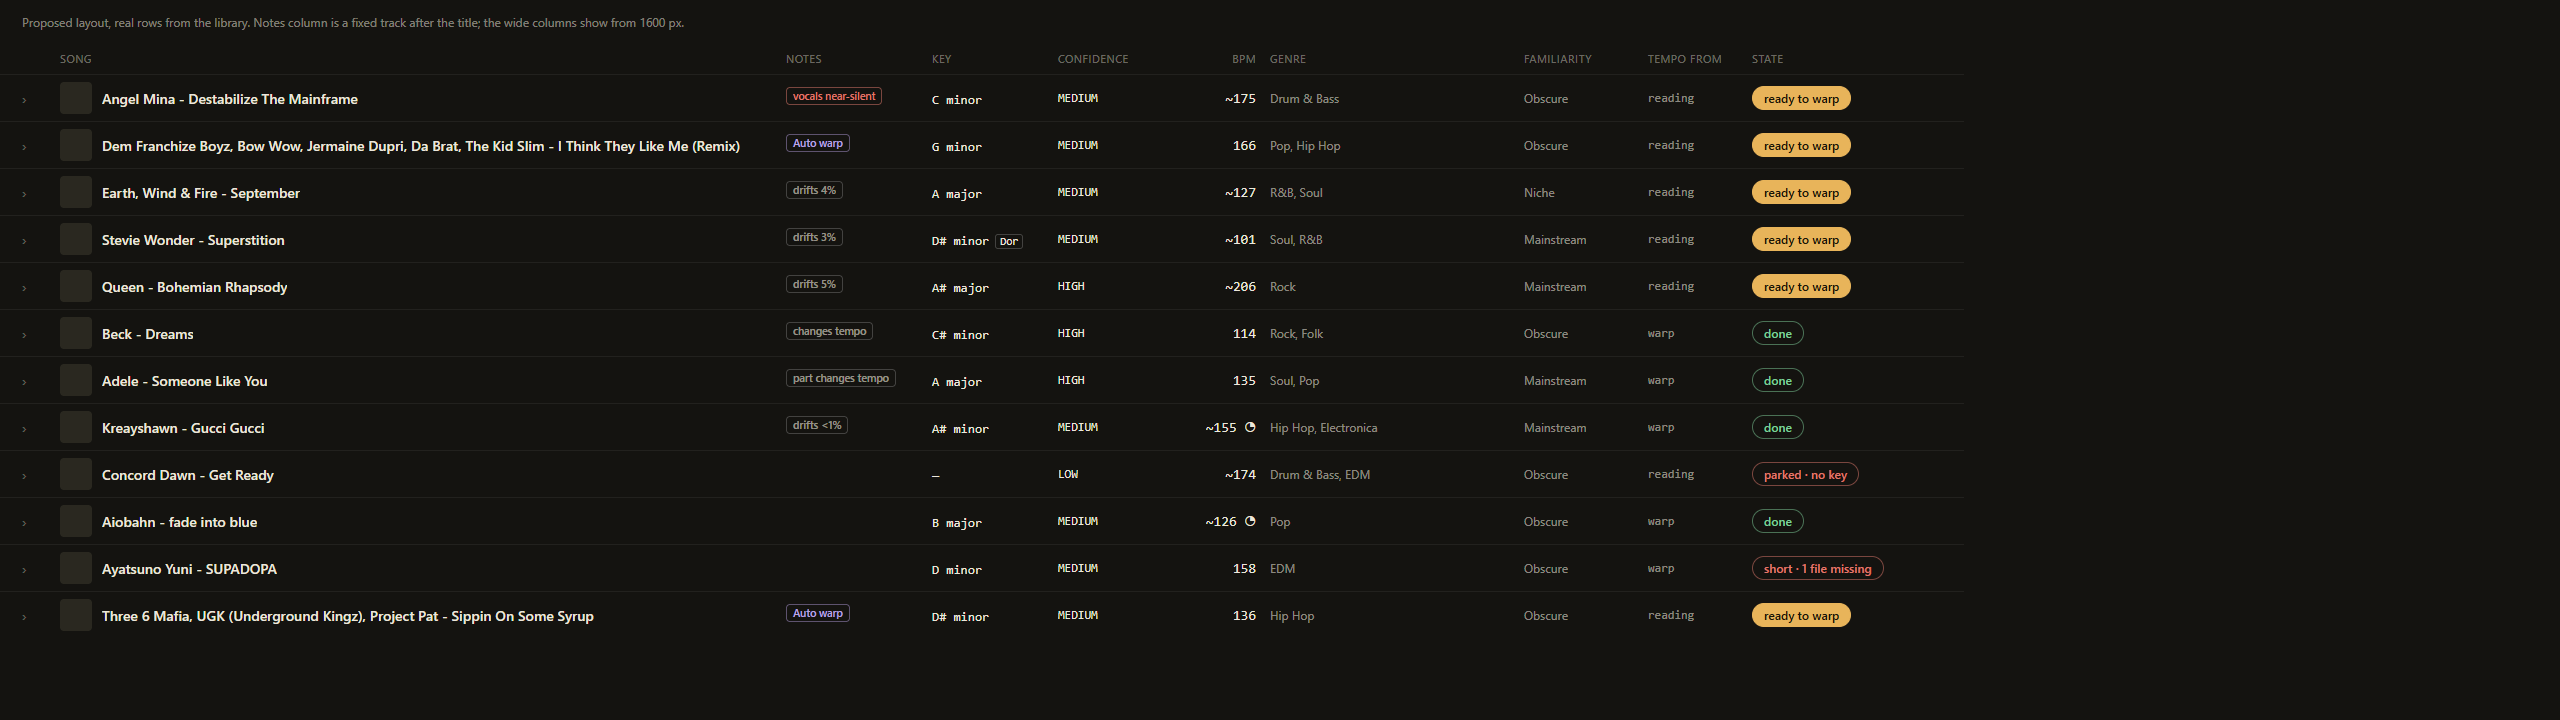 Proposed layout, real rows from the library. Notes column is a fixed track after the title; the wide columns show from 1600 px.
SONG NOTES KEY CONFIDENCE BPM GENRE FAMILIARITY TEMPO FROM STATE
› Angel Mina - Destabilize The Mainframe vocals near-silent C minor MEDIUM ~175 Drum & Bass Obscure reading ready to warp
› Dem Franchize Boyz, Bow Wow, Jermaine Dupri, Da Brat, The Kid Slim - I Think They Like Me (Remix) Auto warp G minor MEDIUM 166 Pop, Hip Hop Obscure reading ready to warp
› Earth, Wind & Fire - September drifts 4% A major MEDIUM ~127 R&B, Soul Niche reading ready to warp
› Stevie Wonder - Superstition drifts 3% D# minor Dor MEDIUM ~101 Soul, R&B Mainstream reading ready to warp
› Queen - Bohemian Rhapsody drifts 5% A# major HIGH ~206 Rock Mainstream reading ready to warp
› Beck - Dreams changes tempo C# minor HIGH 114 Rock, Folk Obscure warp done
› Adele - Someone Like You part changes tempo A major HIGH 135 Soul, Pop Mainstream warp done
› Kreayshawn - Gucci Gucci drifts <1% A# minor MEDIUM ~155 ◔ Hip Hop, Electronica Mainstream warp done
› Concord Dawn - Get Ready — LOW ~174 Drum & Bass, EDM Obscure reading parked · no key
› Aiobahn - fade into blue B major MEDIUM ~126 ◔ Pop Obscure warp done
› Ayatsuno Yuni - SUPADOPA D minor MEDIUM 158 EDM Obscure warp short · 1 file missing
› Three 6 Mafia, UGK (Underground Kingz), Project Pat - Sippin On Some Syrup Auto warp D# minor MEDIUM 136 Hip Hop Obscure reading ready to warp